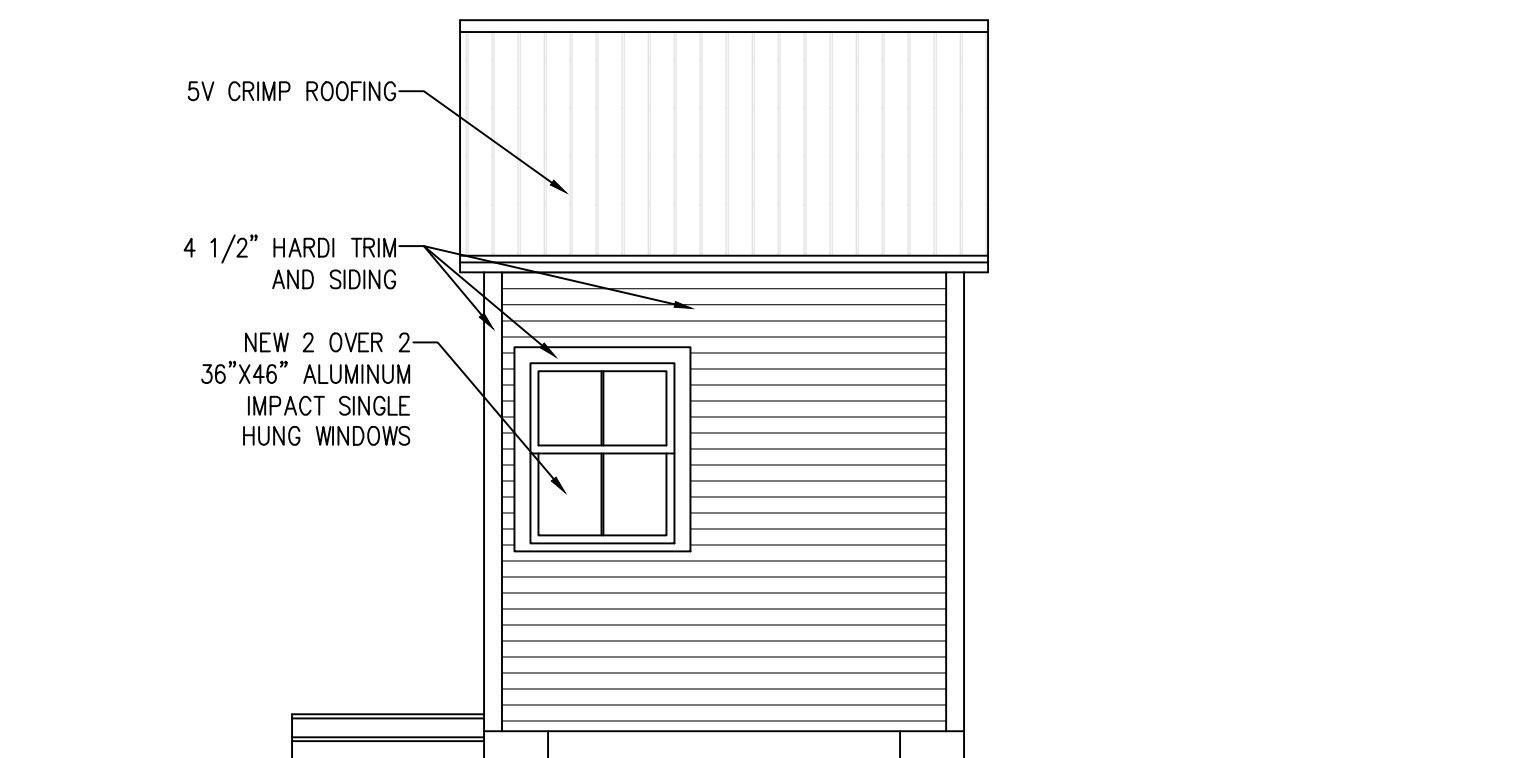 5V CRIMP ROOFING
4 1/2" HARDI TRIM
AND SIDING
NEW 2 OVER 2
36"X46" ALUMINUM
IMPACT SINGLE
HUNG WINDOWS